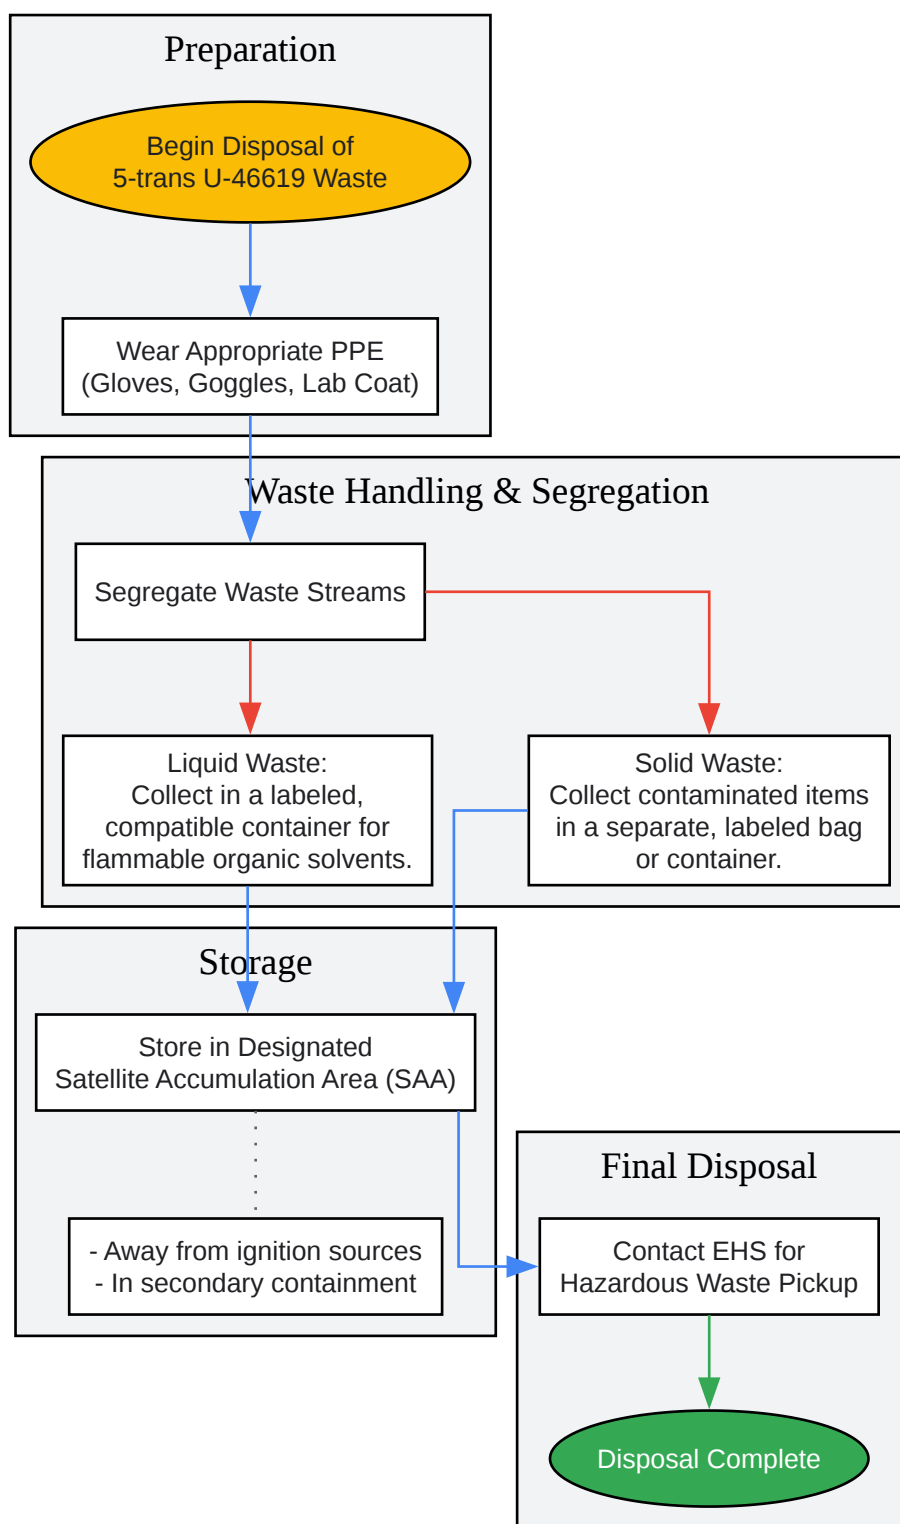 Preparation
Begin Disposal of
5-trans U-46619 Waste
Wear Appropriate PPE
(Gloves, Goggles, Lab Coat)
Waste Handling & Segregation
Segregate Waste Streams
Liquid Waste:
Collect in a labeled,
compatible container for
flammable organic solvents.
Solid Waste:
Collect contaminated items
in a separate, labeled bag
or container.
Storage
Store in Designated
Satellite Accumulation Area (SAA)
- Away from ignition sources
- In secondary containment
Final Disposal
Contact EHS for
Hazardous Waste Pickup
Disposal Complete